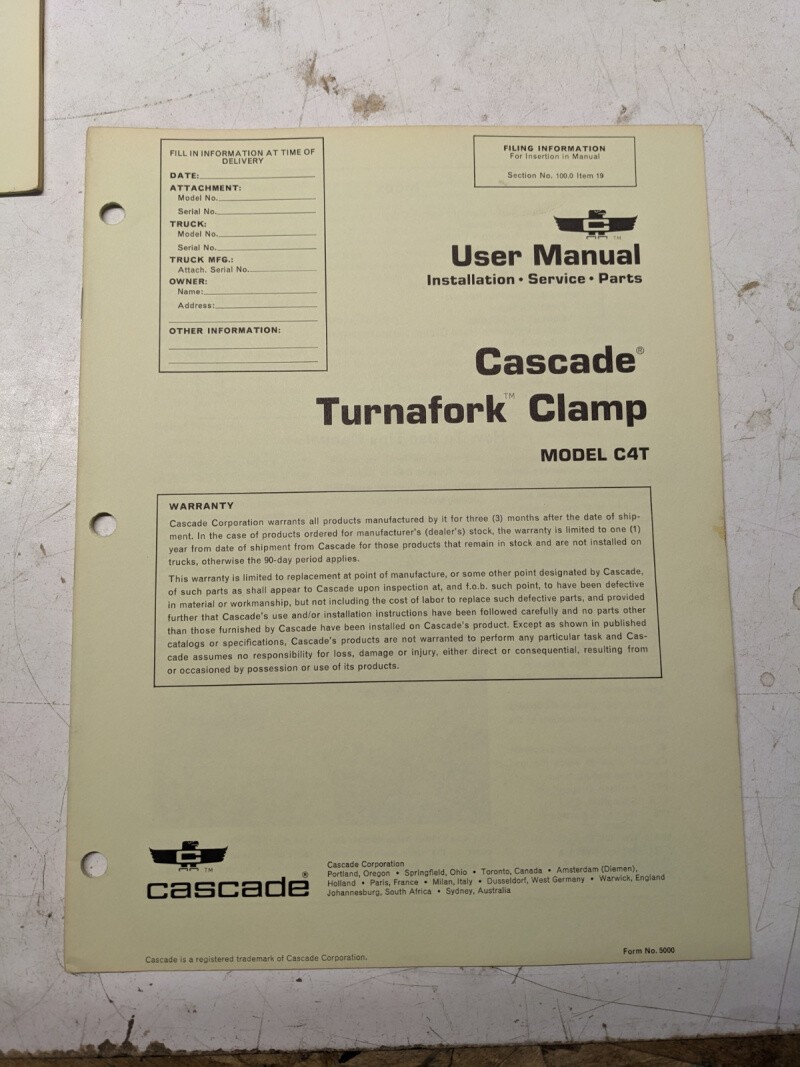 FILL IN INFORMATION AT TIME OF
DELIVERY
DATE:
ATTACHMENT:
Model No.
Serial No.
TRUCK:
Model No.
Serial No.
TRUCK MFG.:
Attach. Serial No.
OWNER:
Name:
Address:
OTHER INFORMATION:
FILING INFORMATION
For Insertion in Manual
Section No. 100.0 Item 19
C
TM
User Manual
Installation • Service • Parts
Cascade®
Turnafork™ Clamp
MODEL C4T
WARRANTY
Cascade Corporation warrants all products manufactured by it for three (3) months after the date of ship-
ment. In the case of products ordered for manufacturer's (dealer's) stock, the warranty is limited to one (1)
year from date of shipment from Cascade for those products that remain in stock and are not installed on
trucks, otherwise the 90-day period applies.
This warranty is limited to replacement at point of manufacture, or some other point designated by Cascade,
of such parts as shall appear to Cascade upon inspection at, and f.o.b. such point, to have been defective
in material or workmanship, but not including the cost of labor to replace such defective parts, and provided
further that Cascade's use and/or installation instructions have been followed carefully and no parts other
than those furnished by Cascade have been installed on Cascade's product. Except as shown in published
catalogs or specifications, Cascade's products are not warranted to perform any particular task and Cas-
cade assumes no responsibility for loss, damage or injury, either direct or consequential, resulting from
or occasioned by possession or use of its products.
C
TM
cascade®
Cascade Corporation
Portland, Oregon • Springfield, Ohio • Toronto, Canada • Amsterdam (Diemen),
Holland • Paris, France • Milan, Italy • Dusseldorf, West Germany • Warwick, England
Johannesburg, South Africa • Sydney, Australia
Cascade is a registered trademark of Cascade Corporation.
Form No. 5000